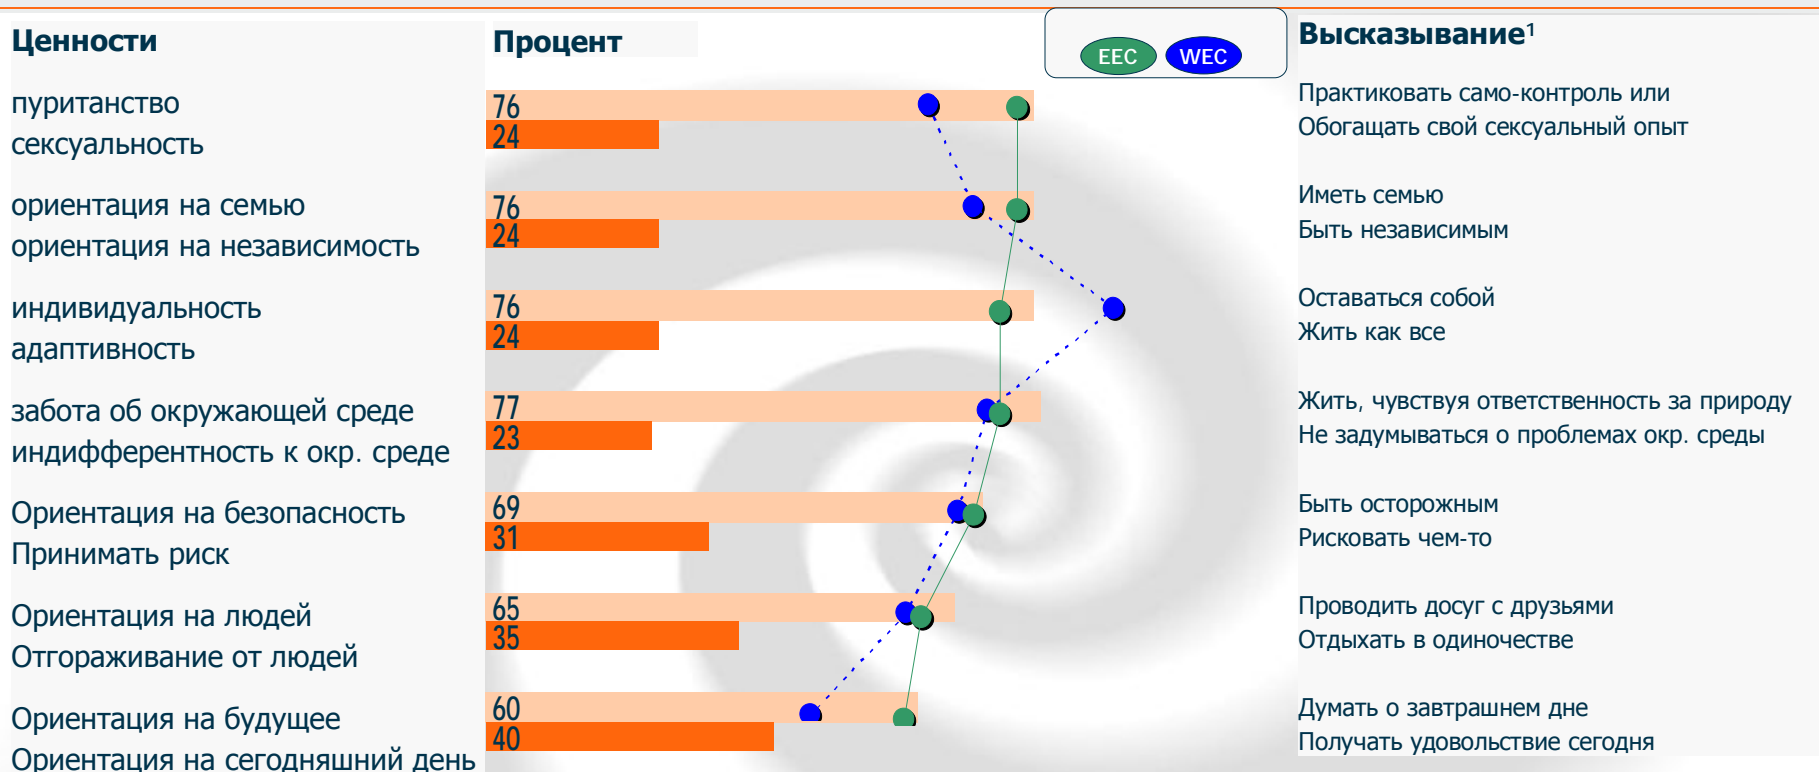 Ценности
Процент
EEC WEC
Высказывание¹
пуританство
76
Практиковать само-контроль или
сексуальность
24
Обогащать свой сексуальный опыт
ориентация на семью
76
Иметь семью
ориентация на независимость
24
Быть независимым
индивидуальность
76
Оставаться собой
адаптивность
24
Жить как все
забота об окружающей среде
77
Жить, чувствуя ответственность за природу
индифферентность к окр. среде
23
Не задумываться о проблемах окр. среды
Ориентация на безопасность
69
Быть осторожным
Принимать риск
31
Рисковать чем-то
Ориентация на людей
65
Проводить досуг с друзьями
Отгораживание от людей
35
Отдыхать в одиночестве
Ориентация на будущее
60
Думать о завтрашнем дне
Ориентация на сегодняшний день
40
Получать удовольствие сегодня